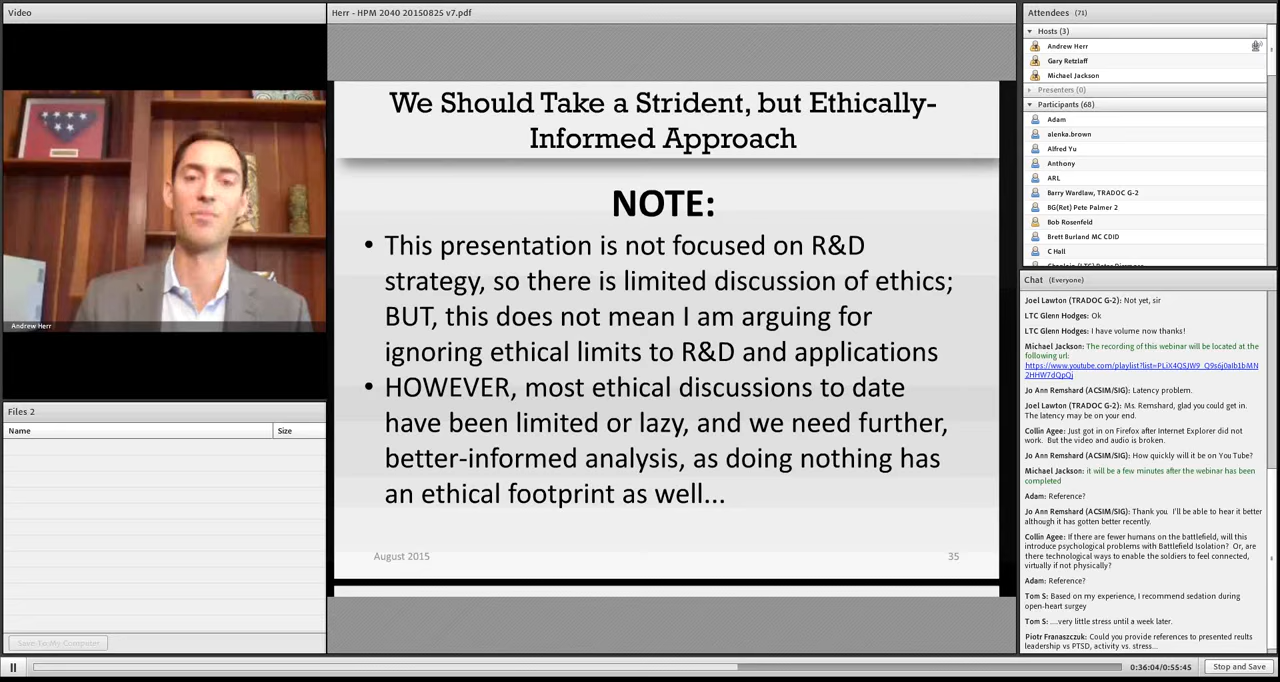 Video
Andrew Herr
Files 2
Name
Size
Save To My Computer
Herr - HPM 2040 20150825 v7.pdf
We Should Take a Strident, but Ethically-
Informed Approach
NOTE:
• This presentation is not focused on R&D
strategy, so there is limited discussion of ethics;
BUT, this does not mean I am arguing for
ignoring ethical limits to R&D and applications
• HOWEVER, most ethical discussions to date
have been limited or lazy, and we need further,
better-informed analysis, as doing nothing has
an ethical footprint as well...
August 2015
35
Attendees (71)
Hosts (3)
Andrew Herr
Gary Retzlaff
Michael Jackson
Presenters (0)
Participants (68)
Adam
alenka.brown
Alfred Yu
Anthony
ARL
Barry Wardlaw, TRADOC G-2
BG(Ret) Pete Palmer 2
Bob Rosenfeld
Brett Burland MC CDID
C Hall
Chat (Everyone)
Joel Lawton (TRADOC G-2): Not yet, sir
LTC Glenn Hodges: Ok
LTC Glenn Hodges: I have volume now thanks!
Michael Jackson: The recording of this webinar will be located at the
following url:
Jo Ann Remshard (ACSIM/SIG): Latency problem.
Joel Lawton (TRADOC G-2): Ms. Remshard, glad you could get in.
The latency may be on your end.
Collin Agee: Just got in on Firefox after Internet Explorer did not
work. But the video and audio is broken.
Jo Ann Remshard (ACSIM/SIG): How quickly will it be on You Tube?
Michael Jackson: it will be a few minutes after the webinar has been
completed
Adam: Reference?
Jo Ann Remshard (ACSIM/SIG): Thank you. I'll be able to hear it better
although it has gotten better recently.
Collin Agee: If there are fewer humans on the battlefield, will this
introduce psychological problems with Battlefield Isolation? Or, are
there technological ways to enable the soldiers to feel connected,
virtually if not physically?
Adam: Reference?
Tom S: Based on my experience, I recommend sedation during
open-heart surgey
Tom S: ....very little stress until a week later.
Piotr Franaszczuk: Could you provide references to presented reults
leadership vs PTSD, activity vs. stress...
0:36:04/0:55:45
Stop and Save